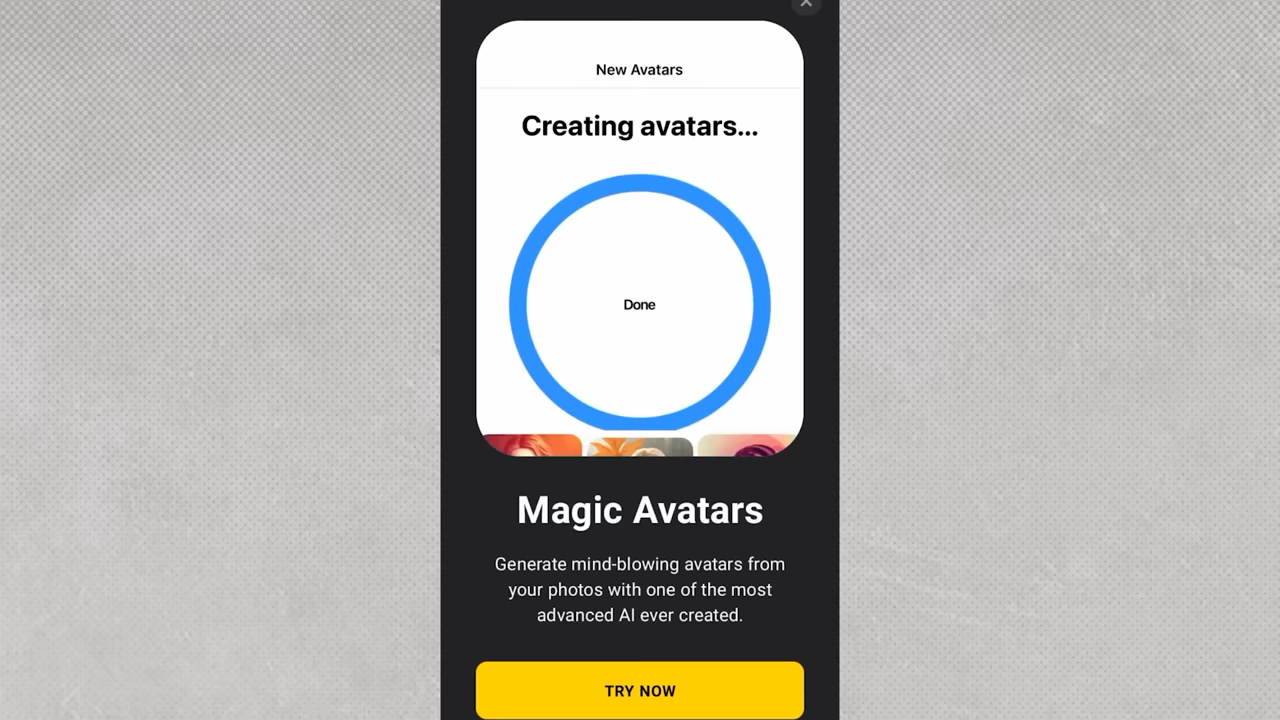 New Avatars
Creating avatars...
Done
Magic Avatars
Generate mind-blowing avatars from
your photos with one of the most
advanced AI ever created.
TRY NOW